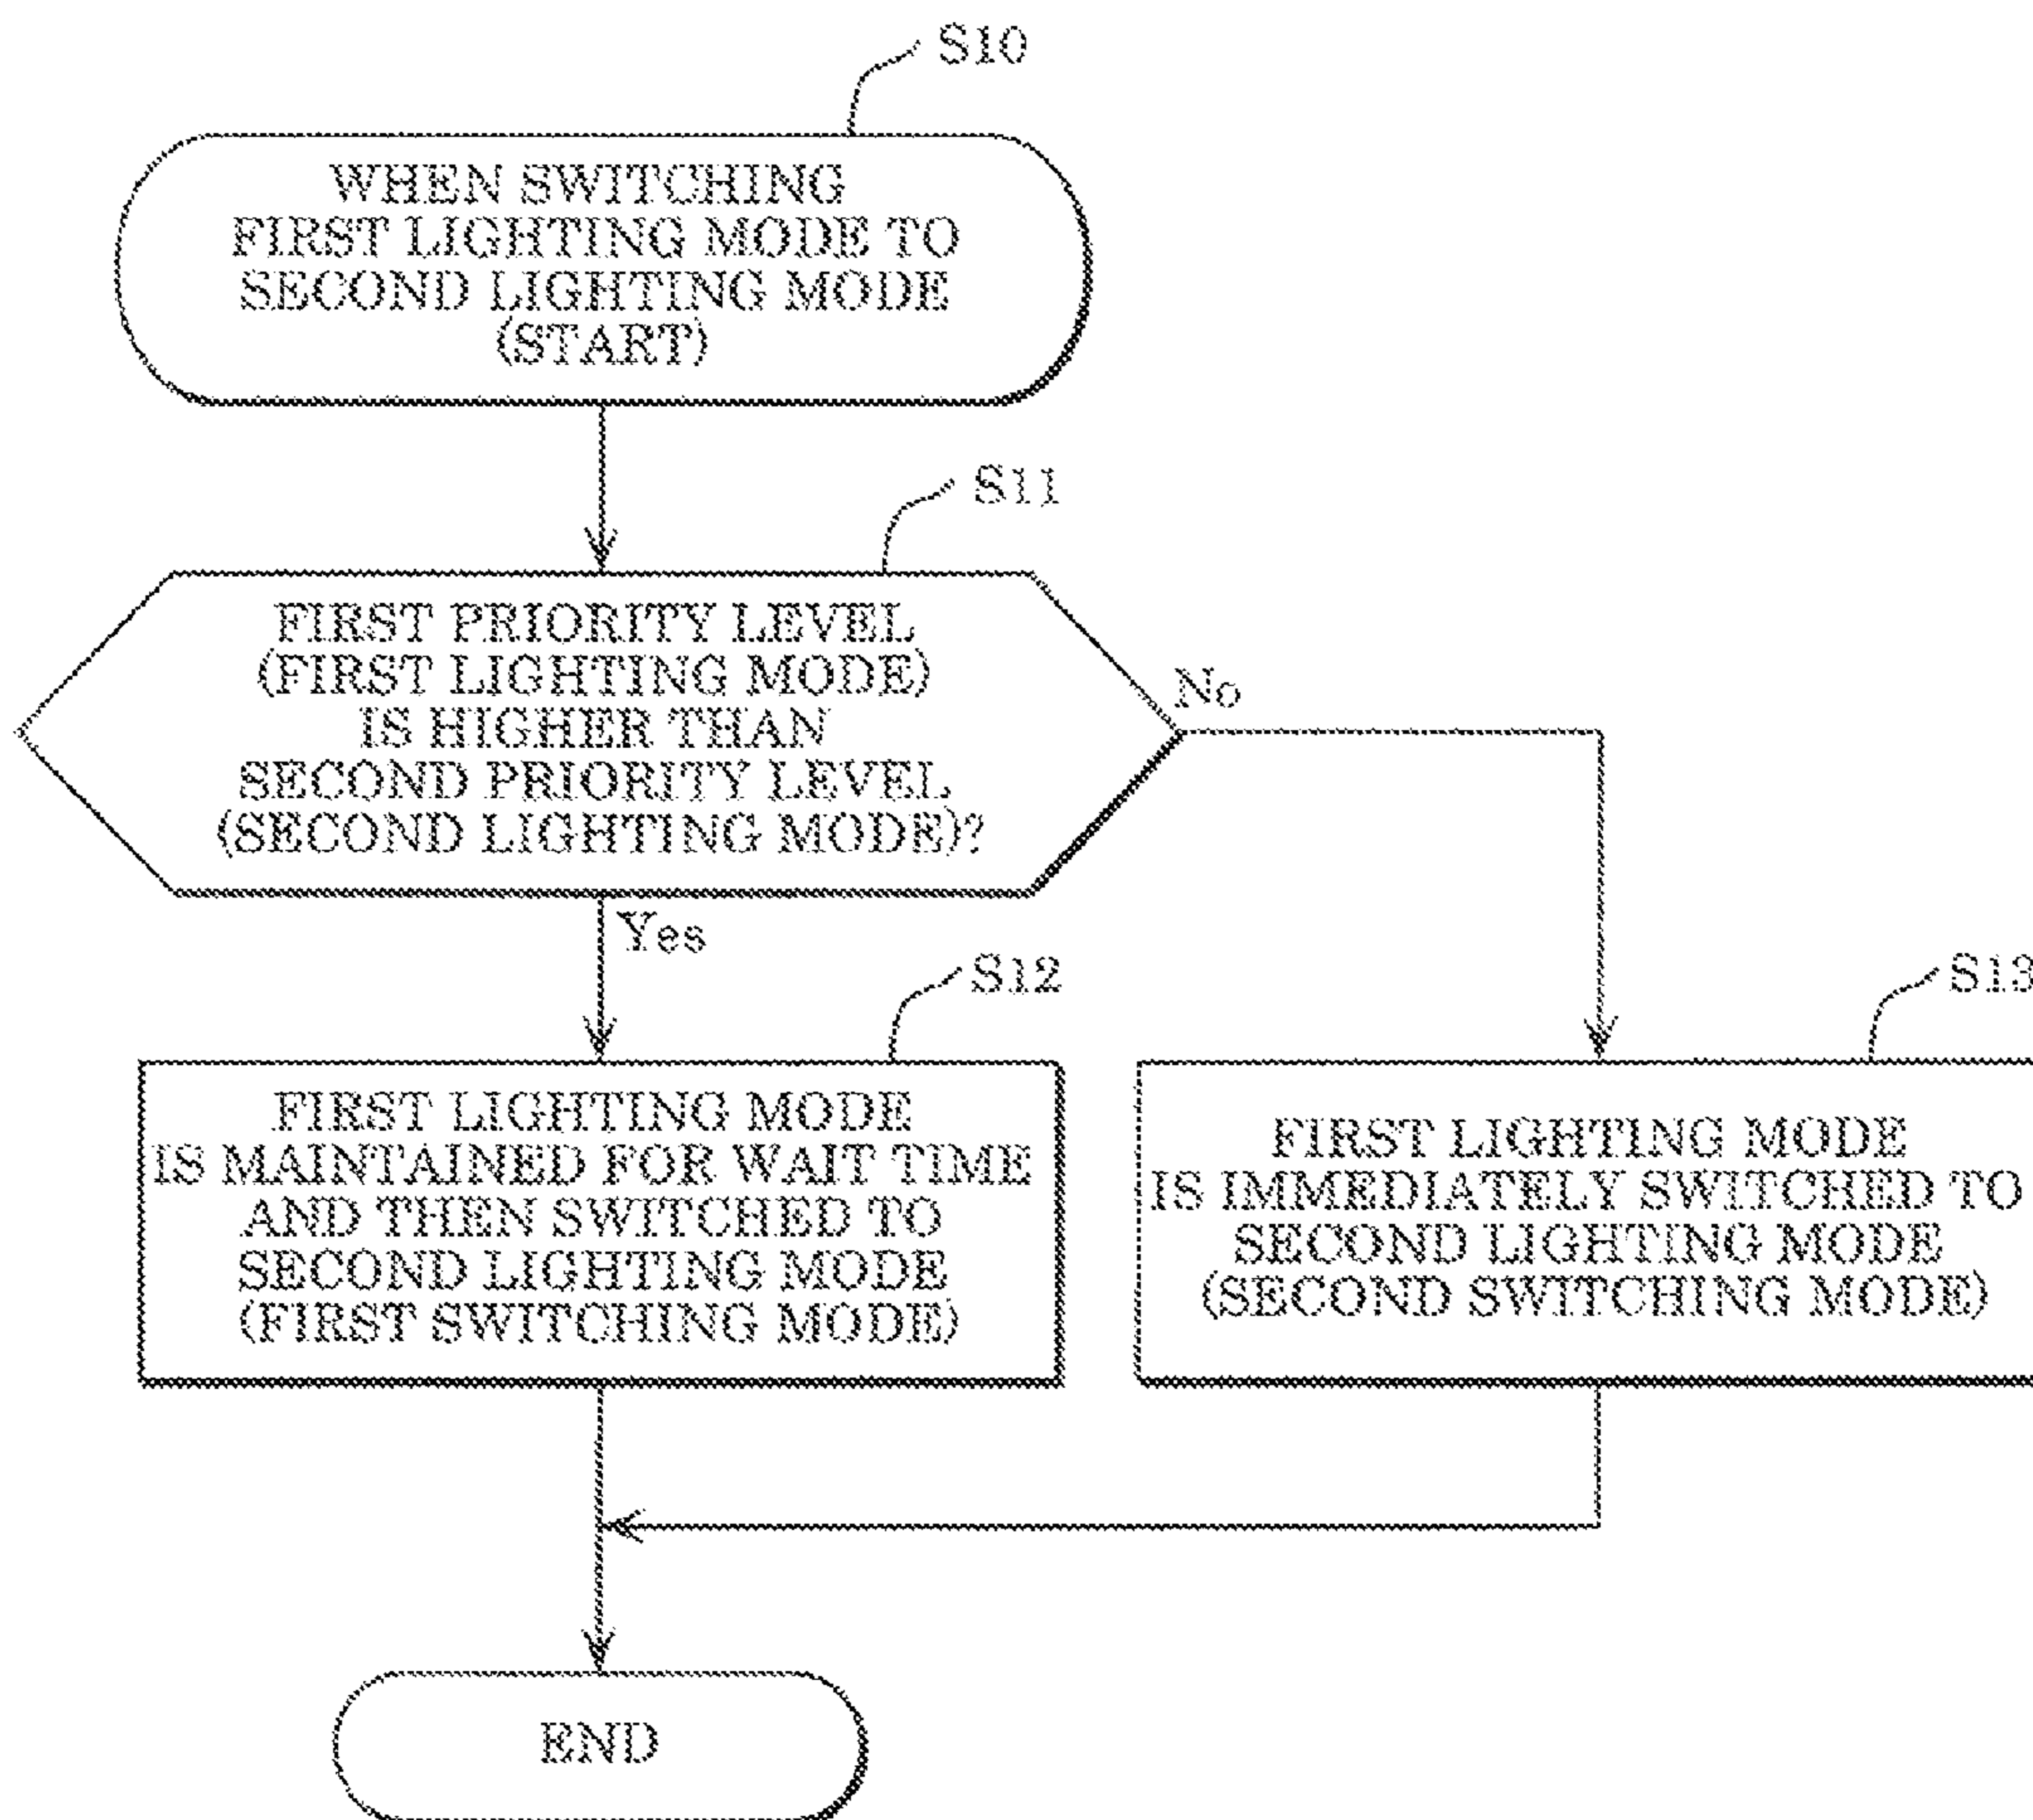 S10
WHEN SWITCHING
FIRST LIGHTING MODE TO
SECOND LIGHTING MODE
(START)
S11
FIRST PRIORITY LEVEL
(FIRST LIGHTING MODE)
IS HIGHER THAN
SECOND PRIORITY LEVEL
(SECOND LIGHTING MODE)?
No
Yes
S12
FIRST LIGHTING MODE
IS MAINTAINED FOR WAIT TIME
AND THEN SWITCHED TO
SECOND LIGHTING MODE
(FIRST SWITCHING MODE)
S13
FIRST LIGHTING MODE
IS IMMEDIATELY SWITCHED TO
SECOND LIGHTING MODE
(SECOND SWITCHING MODE)
END